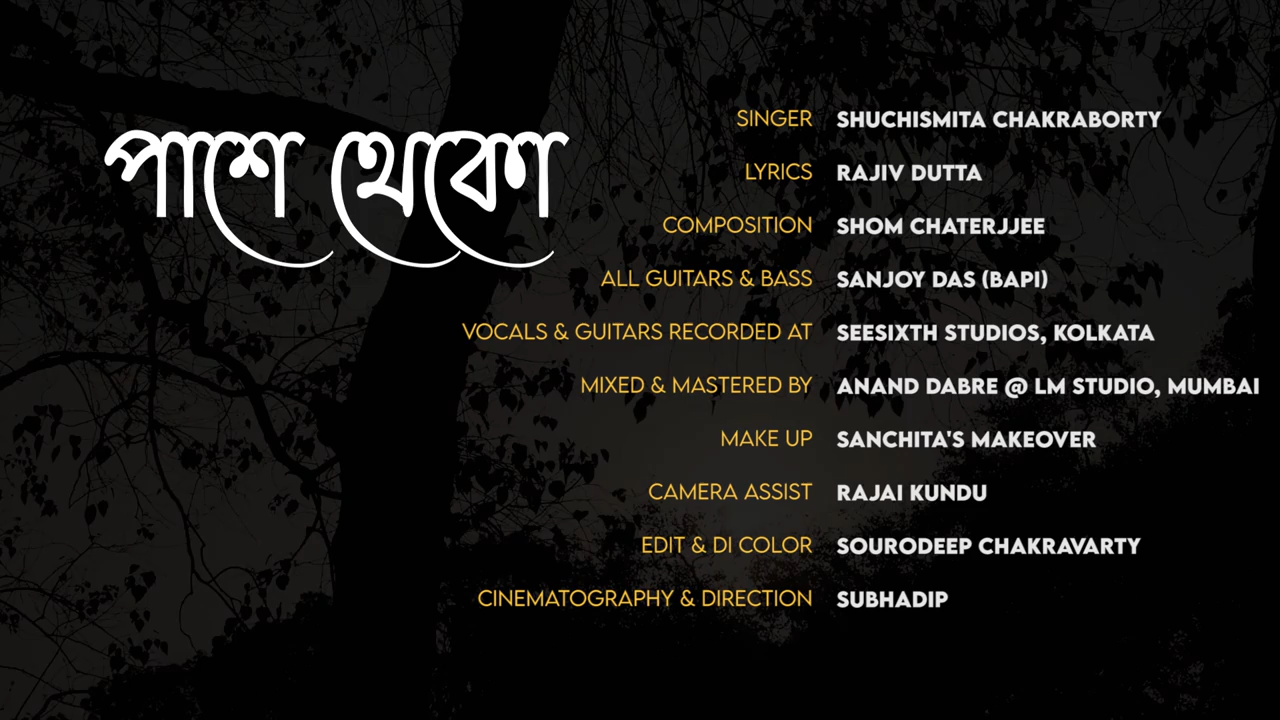 পাশে থেকো
SINGER SHUCHISMITA CHAKRABORTY
LYRICS RAJIV DUTTA
COMPOSITION SHOM CHATERJJEE
ALL GUITARS & BASS SANJOY DAS (BAPI)
VOCALS & GUITARS RECORDED AT SEESIXTH STUDIOS, KOLKATA
MIXED & MASTERED BY ANAND DABRE @ LM STUDIO, MUMBAI
MAKE UP SANCHITA'S MAKEOVER
CAMERA ASSIST RAJAI KUNDU
EDIT & DI COLOR SOURODEEP CHAKRAVARTY
CINEMATOGRAPHY & DIRECTION SUBHADIP